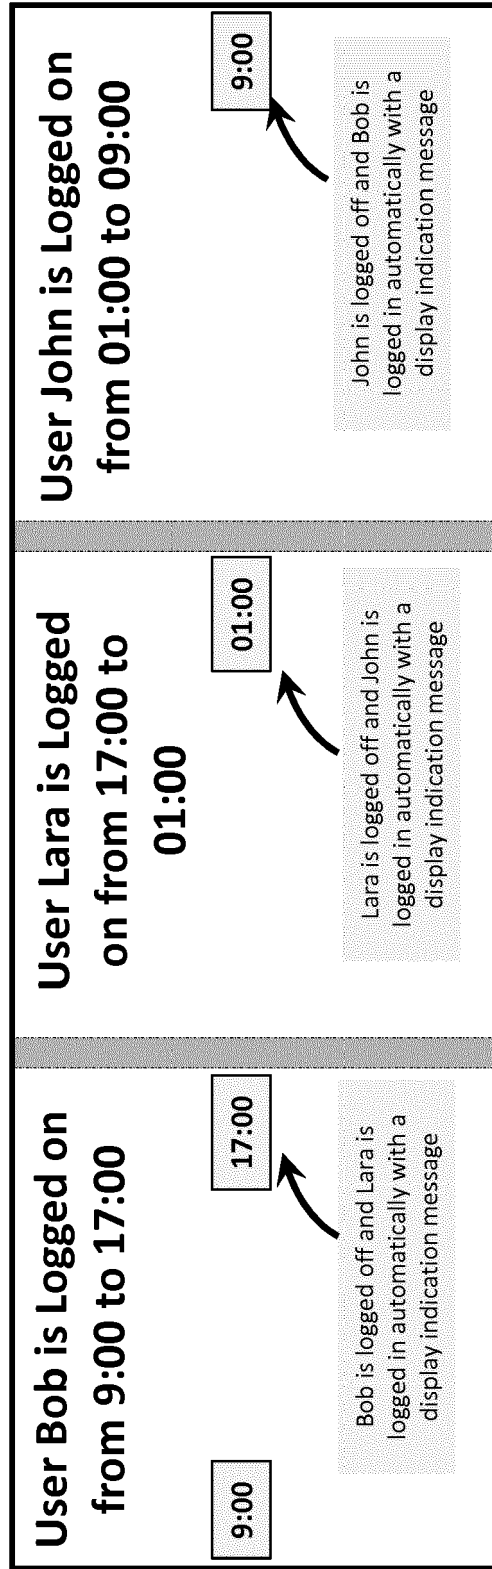 User Bob is Logged on
from 9:00 to 17:00
9:00
17:00
Bob is logged off and Lara is
logged in automatically with a
display indication message
User Lara is Logged
on from 17:00 to
01:00
01:00
Lara is logged off and John is
logged in automatically with a
display indication message
User John is Logged on
from 01:00 to 09:00
9:00
John is logged off and Bob is
logged in automatically with a
display indication message